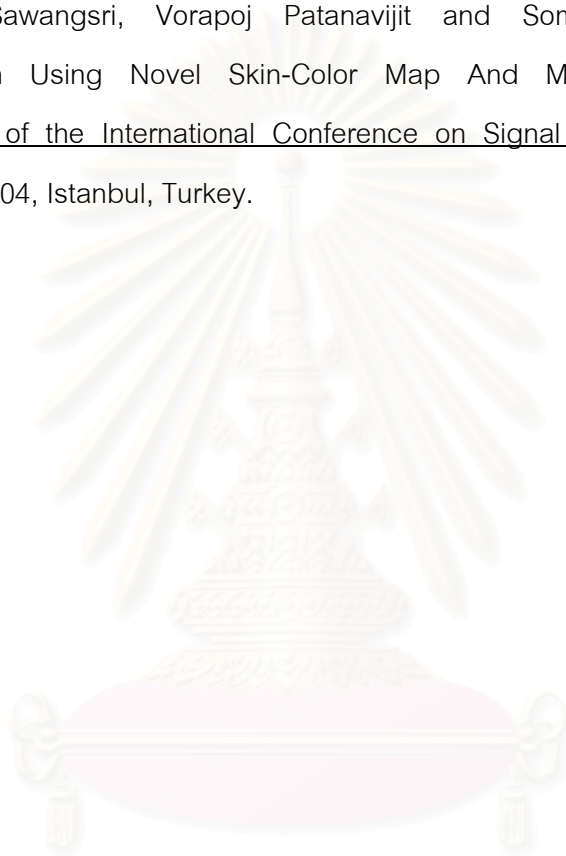 Sawangsri, Vorapoj Patanavijit and
Using Novel Skin-Color Map And
of the International Conference on Signal
04, Istanbul, Turkey.